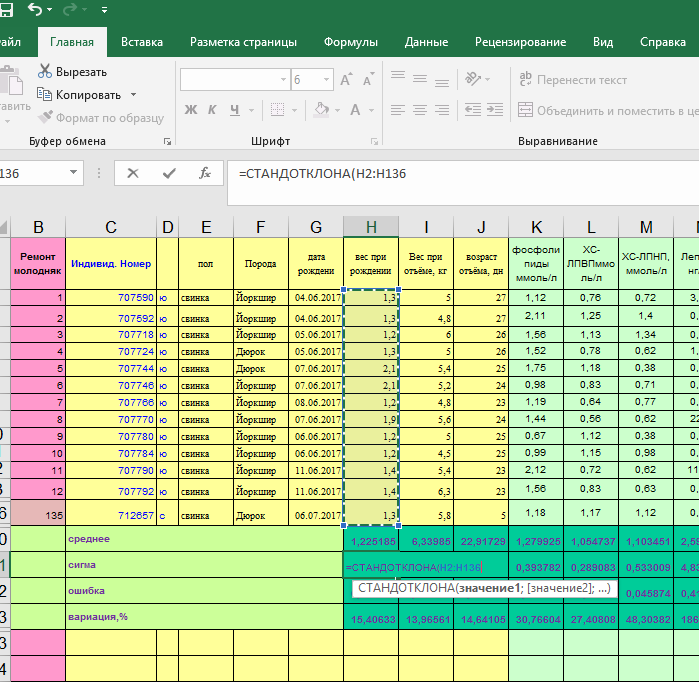 айл Главная Вставка Разметка страницы Формулы Данные Рецензирование Вид Справка
Вырезать
Копировать
Формат по образцу
тавить
Буфер обмена
6
Ж К Ч
Шрифт
Перенести текст
Объединить и поместить в це
Выравнивание
136 fx =СТАНДОТКЛОНА(H2:H136
B C D E F G H I J K L M
Ремонт молодняк Индивид. Номер пол Порода дата рождени вес при рождении Вес при отъёме, кг возраст отъёма, дн фосфоли пиды ммоль/л ХС-ЛПВПммо ль/л ХС-ЛПНП, ммоль/л Леп нг/
1 707590 ю свинка Йоркшир 04.06.2017 1,3 5 27 1,12 0,76 0,72 3,
2 707592 ю свинка Йоркшир 04.06.2017 1,3 4,8 27 2,11 1,25 1,4 0,
3 707718 ю свинка Йоркшир 05.06.2017 1,2 6 26 1,56 1,13 1,34 0,
4 707724 ю свинка Дюрок 05.06.2017 1,3 5 26 1,52 0,78 0,62 1,
5 707744 ю свинка Дюрок 07.06.2017 2,1 5,4 25 1,75 1,18 0,38 0,
6 707746 ю свинка Йоркшир 07.06.2017 2,1 5,2 24 0,98 0,83 0,71 0,
7 707766 ю свинка Йоркшир 08.06.2017 1,2 4,8 23 1,19 0,64 0,77 0,
8 707770 ю свинка Йоркшир 07.06.2017 1,9 5,6 24 1,44 0,56 0,62 22
9 707780 ю свинка Йоркшир 06.06.2017 1,2 5 25 0,67 1,12 0,38 0,
10 707784 ю свинка Йоркшир 06.06.2017 1,2 4,5 25 0,99 1,15 0,98 0,
11 707790 ю свинка Йоркшир 11.06.2017 1,4 5,4 23 2,12 0,72 0,62 11
12 707792 ю свинка Йоркшир 11.06.2017 1,4 6,3 23 1,56 0,83 0,63 0,
135 712657 с свинка Дюрок 06.07.2017 1,3 5,8 5 1,18 1,17 1,12 0,
среднее 1,225185 6,33985 22,91729 1,279925 1,054737 1,103451 2,59
сигма =СТАНДОТКЛОНА(H2:H136 0,393782 0,289083 0,533009 4,83
ошибка СТАНДОТКЛОНА(значение1; [значение2]; ...) 0,045874 0,41
вариация,% 15,40633 13,96561 14,64105 30,76604 27,40808 48,30382 186